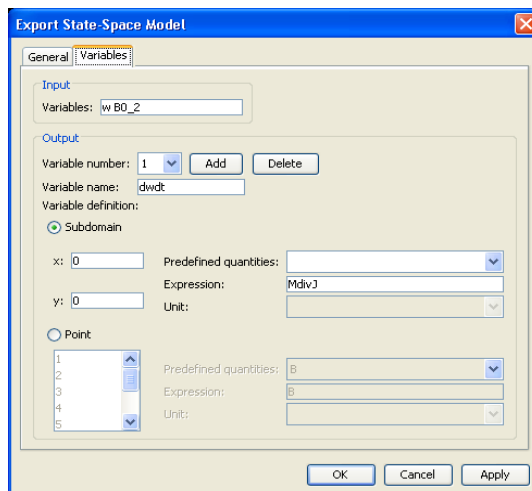 Export State-Space Model
General Variables
Input
Variables: w B0_2
Output
Variable number: 1 Add Delete
Variable name: dwdt
Variable definition:
Subdomain
x: 0 Predefined quantities:
Expression: MdivJ
y: 0 Unit:
Point
1
2 Predefined quantities: B
3 Expression: B
4 Unit:
5
OK Cancel Apply